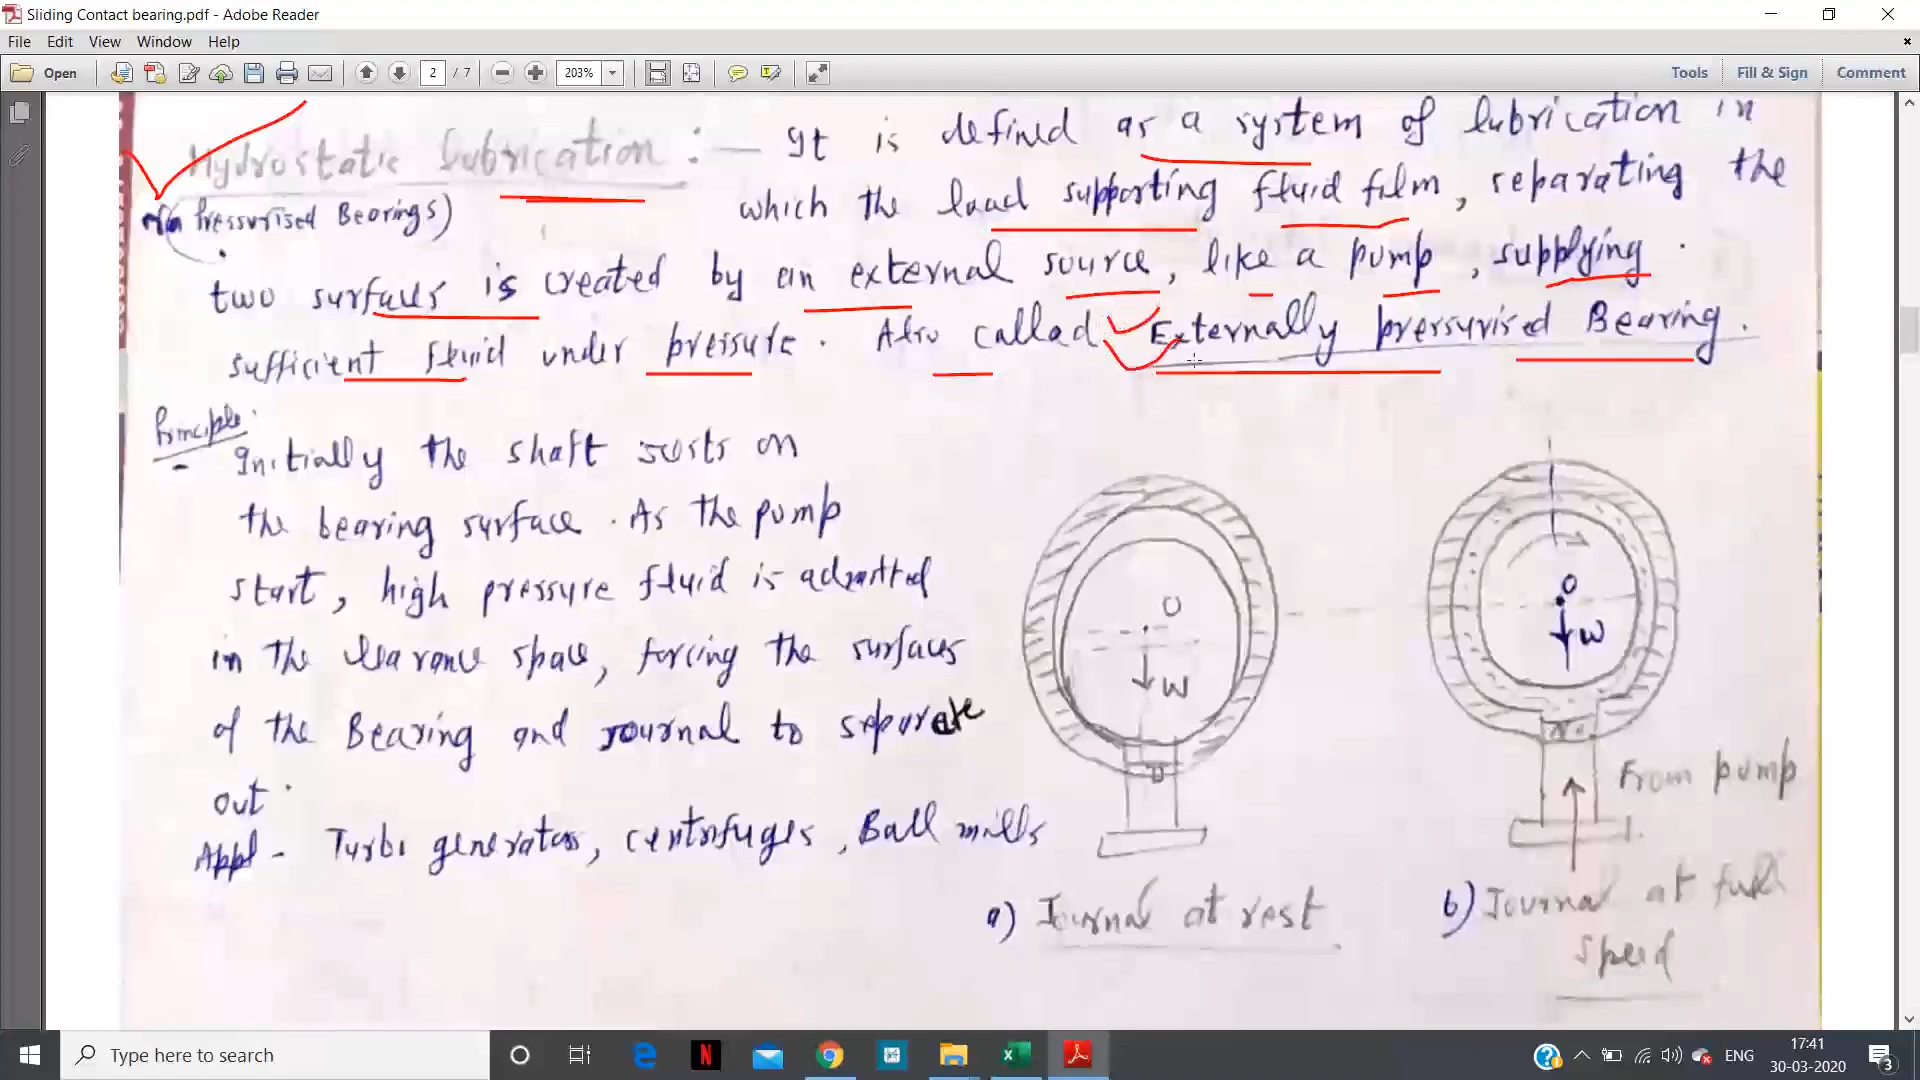 Sliding Contact bearing.pdf - Adobe Reader
File Edit View Window Help
Open 2 / 7 203% Tools Fill & Sign Comment
Hydrostatic Lubrication :— It is defined as a system of lubrication in
(Pressurised Bearings) which the load supporting fluid film, separating the
two surfaces is created by an external source, like a pump, supplying
sufficient fluid under pressure. Also called Externally pressurised Bearing.
Principle:
- Initially the shaft rests on
the bearing surface. As the pump
start, high pressure fluid is admitted
in the clearance space, forcing the surfaces
of the Bearing and Journal to separate
out.
Appl - Turbo generators, centrifuges, Ball mills
O
W
a) Journal at rest
O
W
From pump
b) Journal at full
speed
Type here to search
ENG
17:41
30-03-2020
3